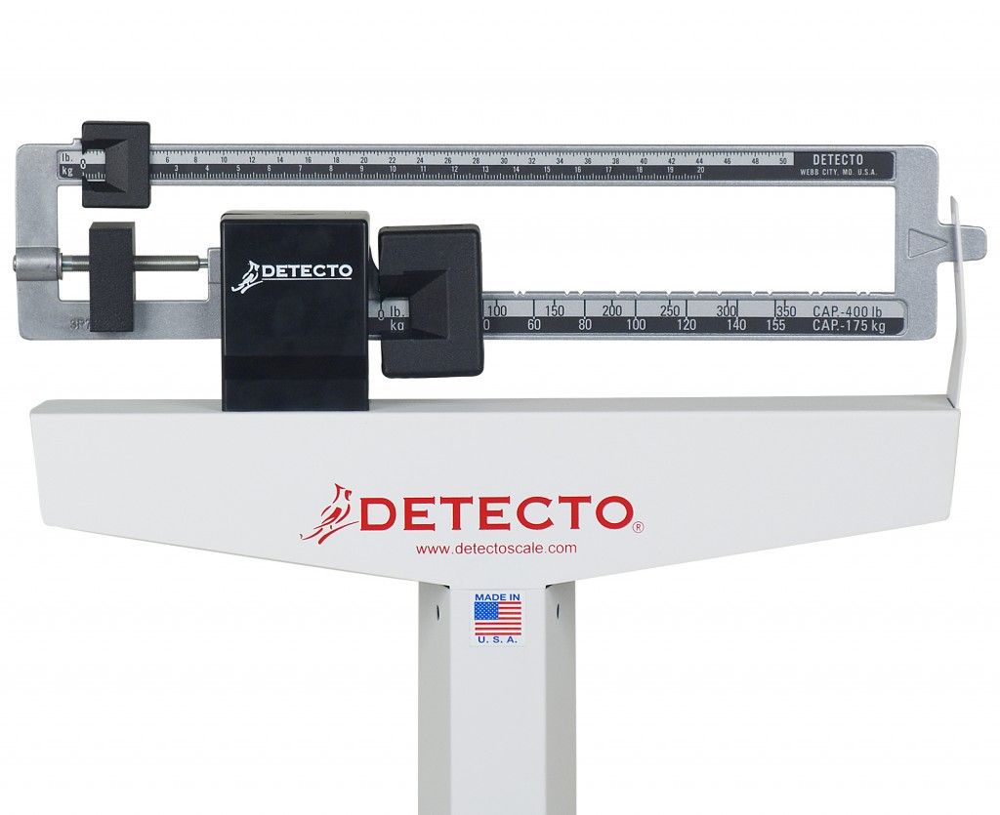 lb. 0 6 8 10 12 14 16 18 20 22 24 26 28 30 32 34 36 38 40 42 44 46 48 50 DETECTO
kg 0 3 4 5 6 7 8 9 10 11 12 13 14 15 16 17 18 19 20 WEBB CITY, MO. U.S.A.
DETECTO
0 lb. 100 150 200 250 300 350 CAP.-400 lb
kg 60 80 100 120 140 155 CAP.-175 kg
DETECTO®
www.detectoscale.com
MADE IN
U. S. A.